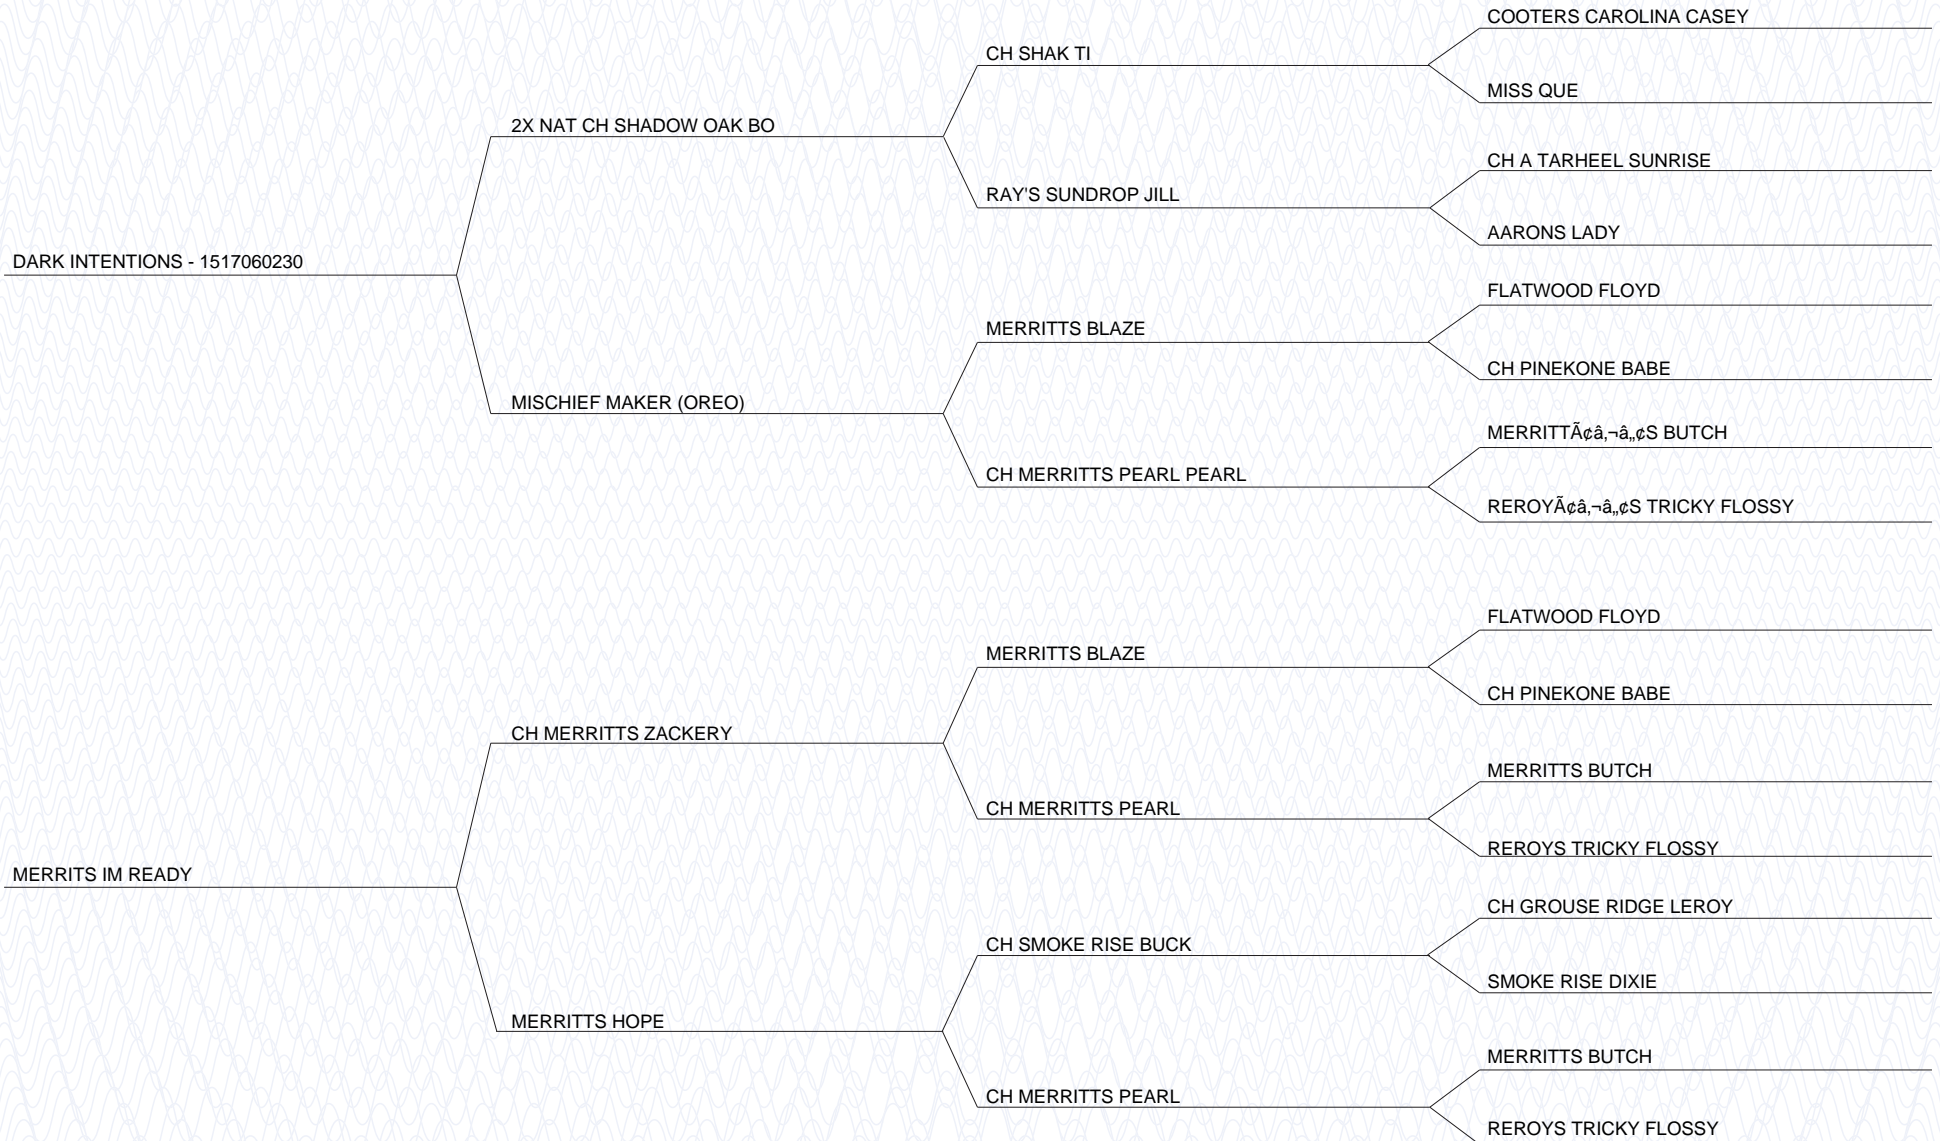 COOTERS CAROLINA CASEY
CH SHAK TI
MISS QUE
2X NAT CH SHADOW OAK BO
CH A TARHEEL SUNRISE
RAY'S SUNDROP JILL
AARONS LADY
DARK INTENTIONS - 1517060230
FLATWOOD FLOYD
MERRITTS BLAZE
CH PINEKONE BABE
MISCHIEF MAKER (OREO)
MERRITTÃ¢â‚¬â„¢S BUTCH
CH MERRITTS PEARL PEARL
REROYÃ¢â‚¬â„¢S TRICKY FLOSSY
FLATWOOD FLOYD
MERRITTS BLAZE
CH PINEKONE BABE
CH MERRITTS ZACKERY
MERRITTS BUTCH
CH MERRITTS PEARL
REROYS TRICKY FLOSSY
MERRITS IM READY
CH GROUSE RIDGE LEROY
CH SMOKE RISE BUCK
SMOKE RISE DIXIE
MERRITTS HOPE
MERRITTS BUTCH
CH MERRITTS PEARL
REROYS TRICKY FLOSSY